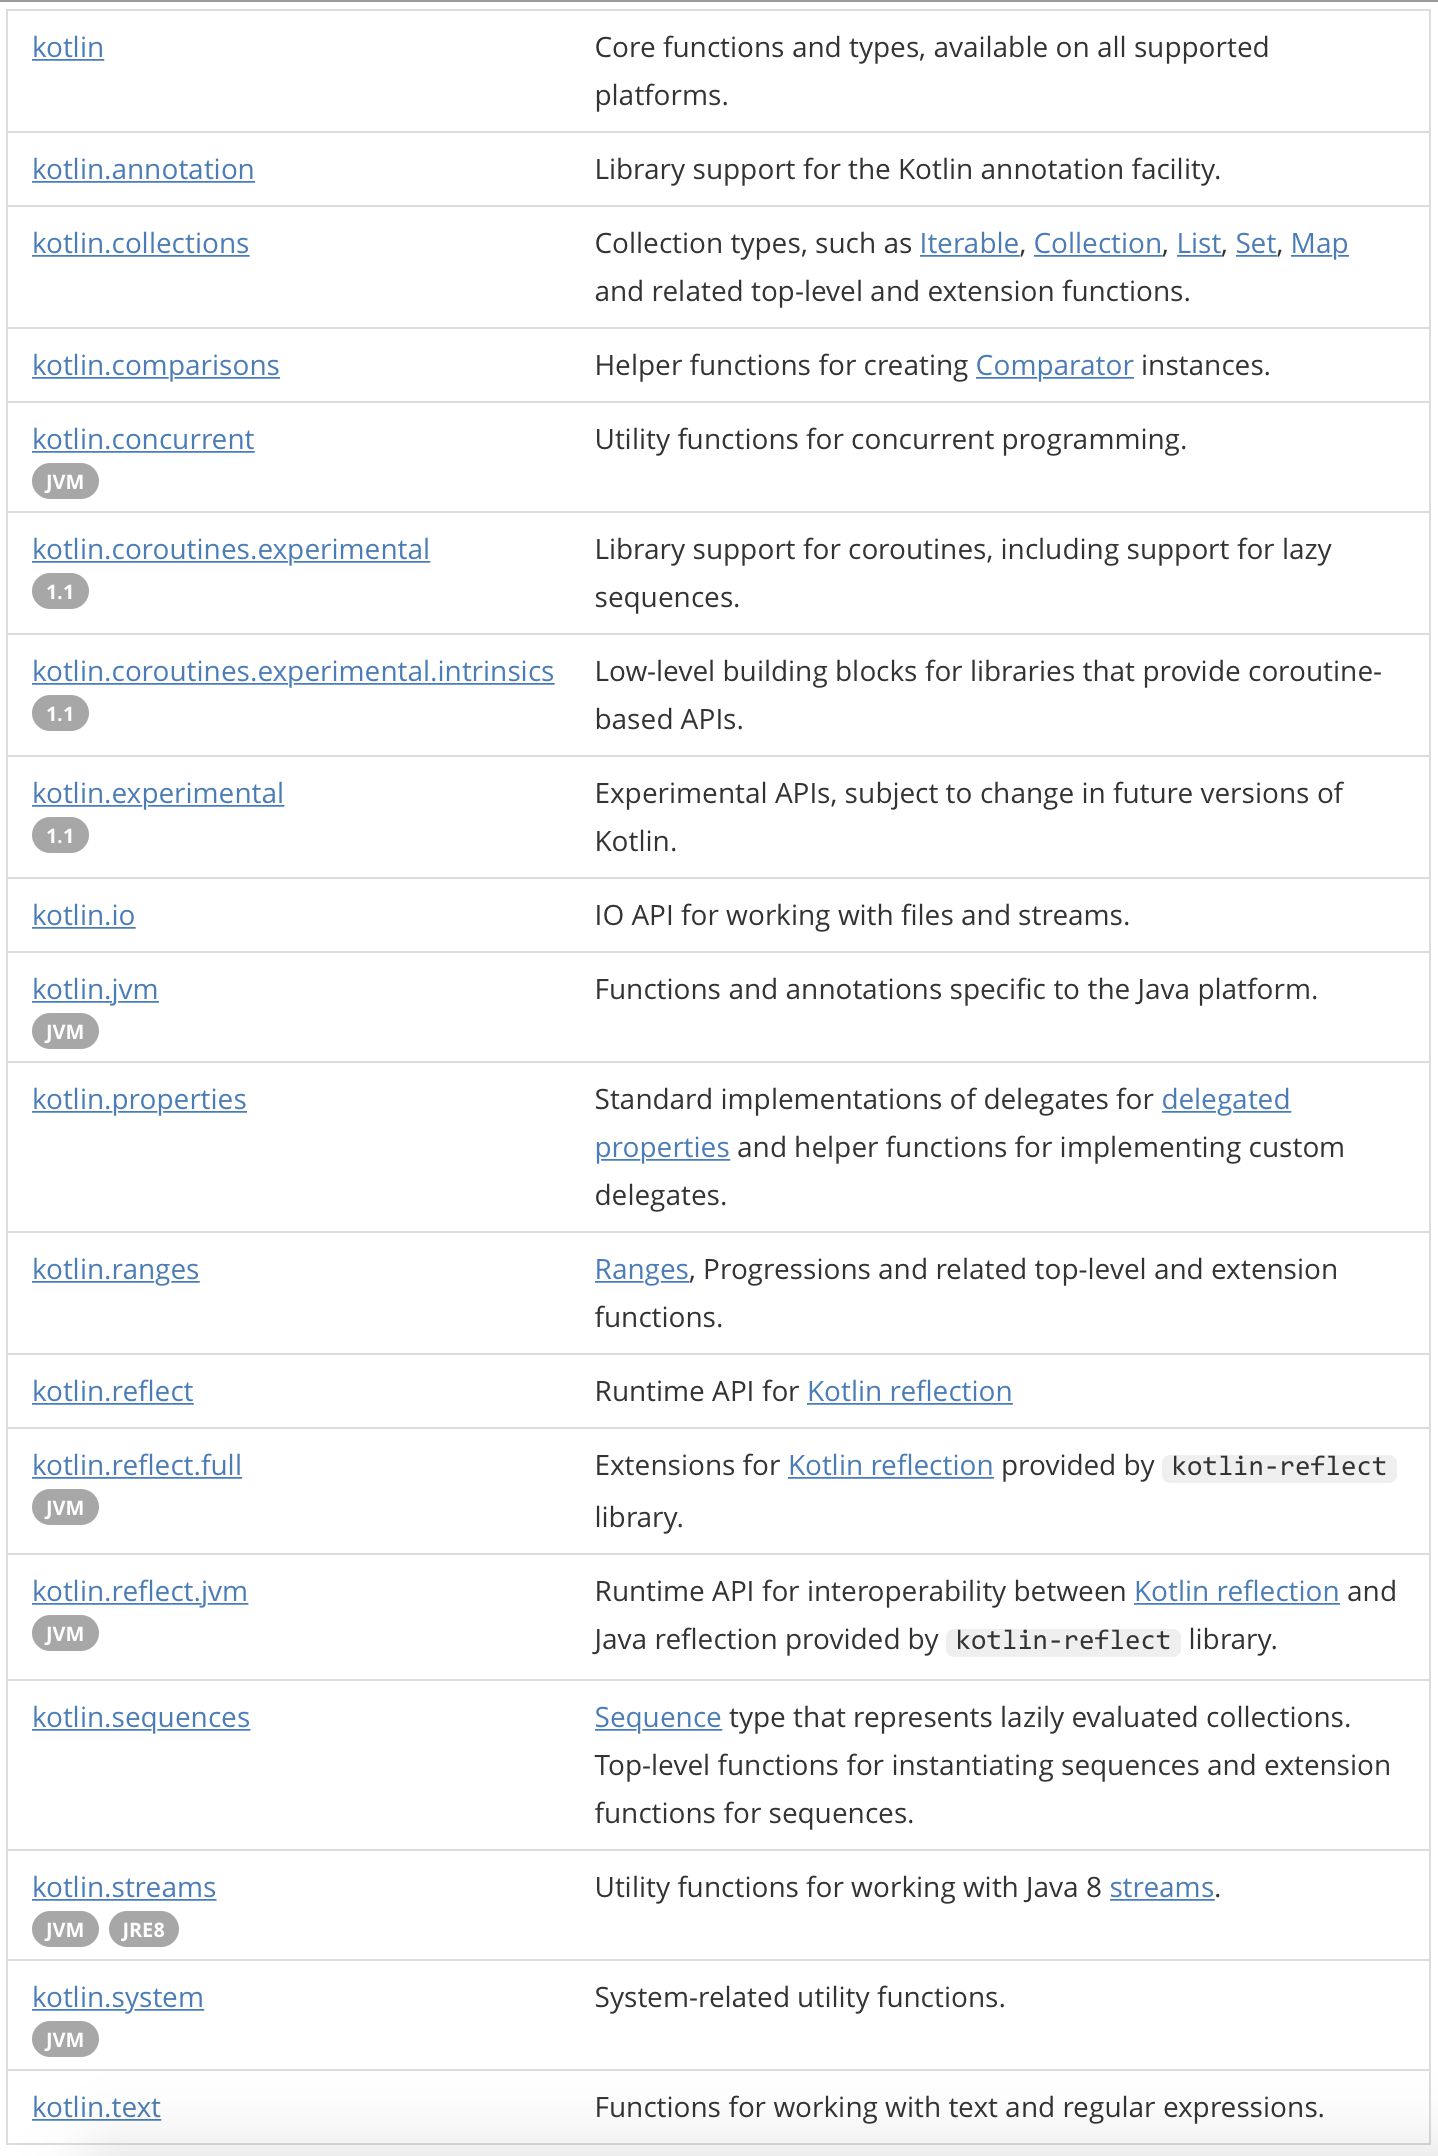 kotlin
Core functions and types, available on all supported
platforms.
kotlin.annotation
Library support for the Kotlin annotation facility.
kotlin.collections
Collection types, such as Iterable, Collection, List, Set, Map
and related top-level and extension functions.
kotlin.comparisons
Helper functions for creating Comparator instances.
kotlin.concurrent
JVM
Utility functions for concurrent programming.
kotlin.coroutines.experimental
1.1
Library support for coroutines, including support for lazy
sequences.
kotlin.coroutines.experimental.intrinsics
1.1
Low-level building blocks for libraries that provide coroutine-
based APIs.
kotlin.experimental
1.1
Experimental APIs, subject to change in future versions of
Kotlin.
kotlin.io
IO API for working with files and streams.
kotlin.jvm
JVM
Functions and annotations specific to the Java platform.
kotlin.properties
Standard implementations of delegates for delegated
properties and helper functions for implementing custom
delegates.
kotlin.ranges
Ranges, Progressions and related top-level and extension
functions.
kotlin.reflect
Runtime API for Kotlin reflection
kotlin.reflect.full
JVM
Extensions for Kotlin reflection provided by kotlin-reflect
library.
kotlin.reflect.jvm
JVM
Runtime API for interoperability between Kotlin reflection and
Java reflection provided by kotlin-reflect library.
kotlin.sequences
Sequence type that represents lazily evaluated collections.
Top-level functions for instantiating sequences and extension
functions for sequences.
kotlin.streams
JVM JRE8
Utility functions for working with Java 8 streams.
kotlin.system
JVM
System-related utility functions.
kotlin.text
Functions for working with text and regular expressions.